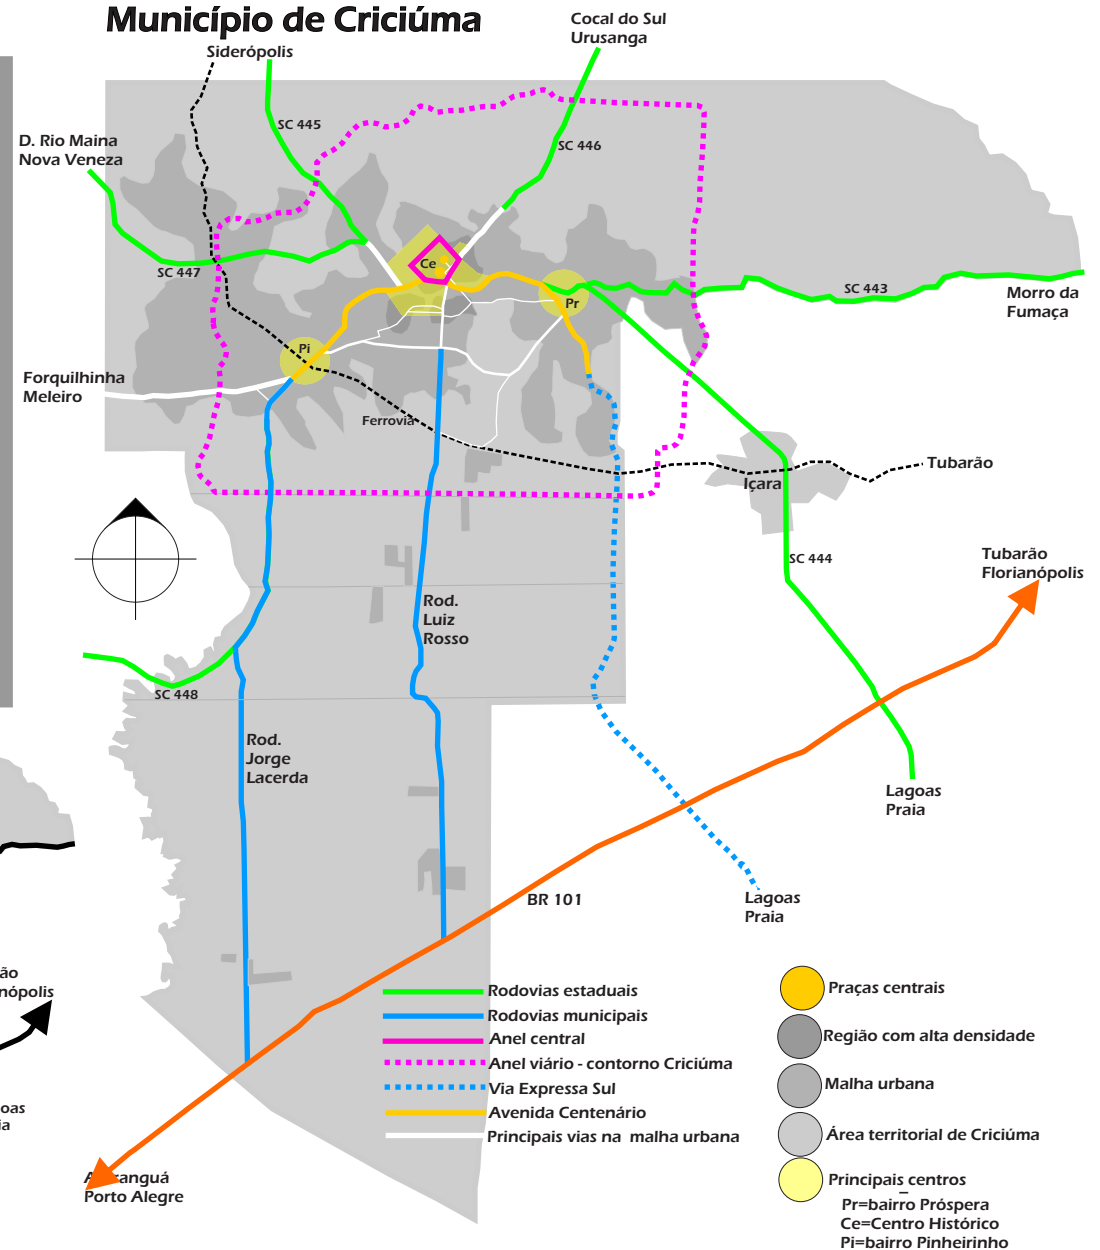 Município de Criciúma
Cocal do Sul
Urusanga
Siderópolis
SC 445
D. Rio Maina
Nova Veneza
SC 446
SC 447
Ce
SC 443
Morro da
Fumaça
Pr
Pi
Forquilhinha
Meleiro
Ferrovia
Tubarão
Içara
SC 444
Tubarão
Florianópolis
Rod.
Luiz
Rosso
SC 448
Rod.
Jorge
Lacerda
Lagoas
Praia
Lagoas
Praia
BR 101
ão
nópolis
oas
ia
Porto Alegre
Rodovias estaduais
Rodovias municipais
Anel central
Anel viário - contorno Criciúma
Via Expressa Sul
Avenida Centenário
Principais vias na malha urbana
Praças centrais
Região com alta densidade
Malha urbana
Área territorial de Criciúma
Principais centros
Pr=bairro Próspera
Ce=Centro Histórico
Pi=bairro Pinheirinho